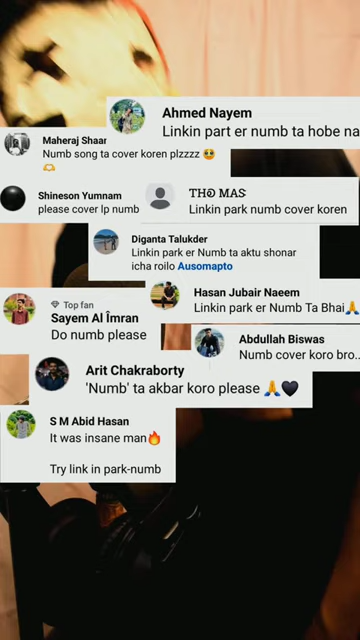 Ahmed Nayem
Linkin part er numb ta hobe na
Maheraj Shaar
Numb song ta cover koren plzzzz 🥹
🫶
Shineson Yumnam
please cover lp numb
THᎧ MAS
Linkin park numb cover koren
Diganta Talukder
Linkin park er Numb ta aktu shonar
icha roilo Ausomapto
Hasan Jubair Naeem
Linkin park er Numb Ta Bhai🙏
Top fan
Sayem Al Îmran
Do numb please
Abdullah Biswas
Numb cover koro bro..
Arit Chakraborty
'Numb' ta akbar koro please 🙏🖤
S M Abid Hasan
It was insane man🔥
Try link in park-numb